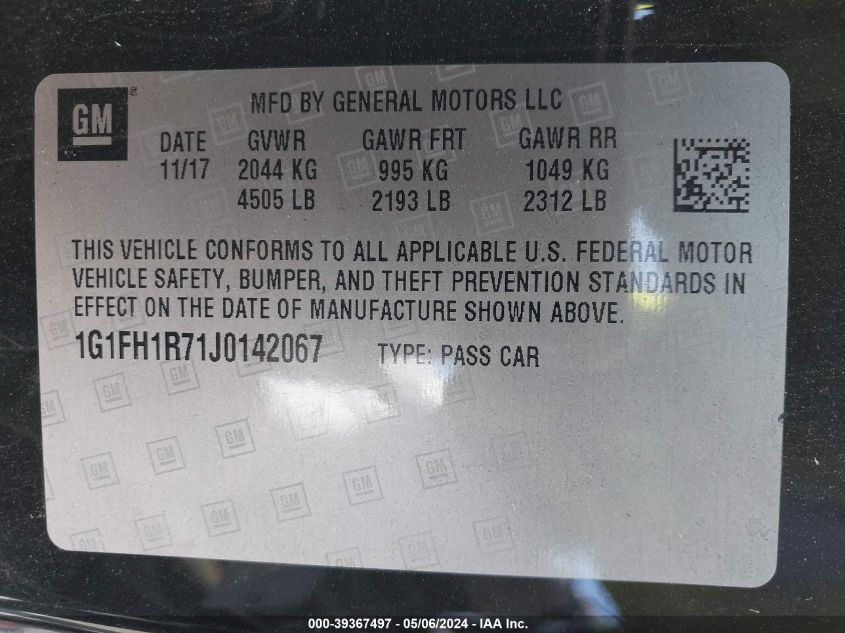 GM ®
MFD BY GENERAL MOTORS LLC
DATE GVWR GAWR FRT GAWR RR
11/17 2044 KG 995 KG 1049 KG
4505 LB 2193 LB 2312 LB
THIS VEHICLE CONFORMS TO ALL APPLICABLE U.S. FEDERAL MOTOR
VEHICLE SAFETY, BUMPER, AND THEFT PREVENTION STANDARDS IN
EFFECT ON THE DATE OF MANUFACTURE SHOWN ABOVE.
1G1FH1R71J0142067 TYPE: PASS CAR
000-39367497 - 05/06/2024 - IAA Inc.